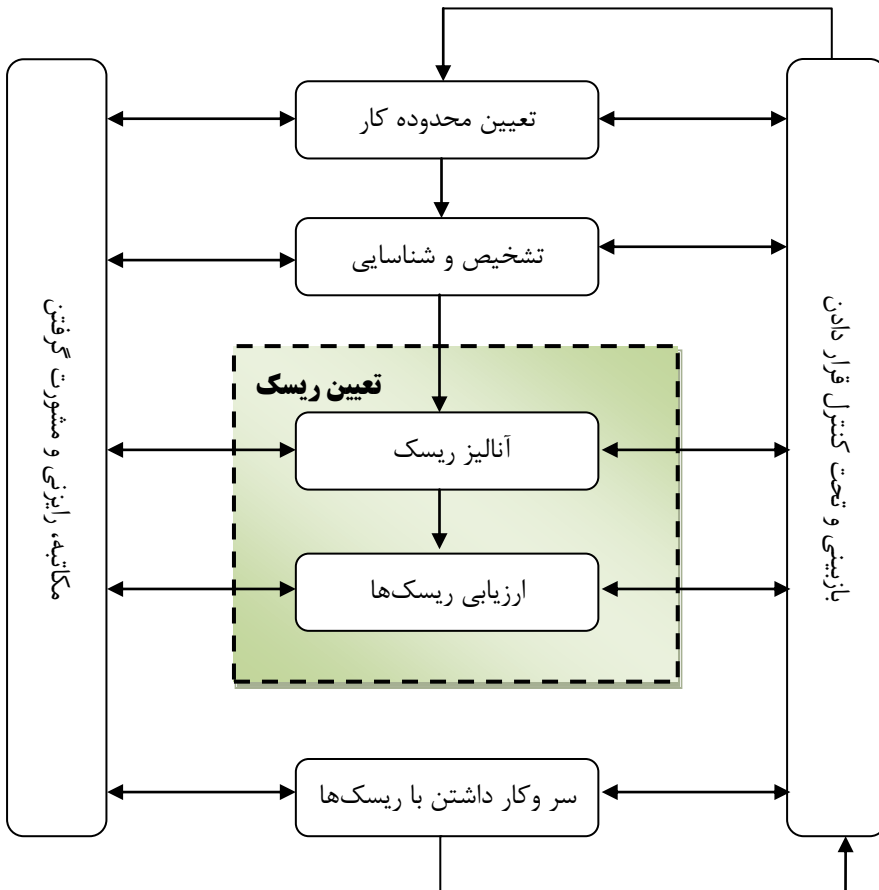 تعیین محدوده کار
تشخیص و شناسایی
تعیین ریسک
آنالیز ریسک
ارزیابی ریسک‌ها
سر وکار داشتن با ریسک‌ها
بازبینی و تحت کنترل قرار دادن
مکاتبه، رایزنی و مشورت گرفتن